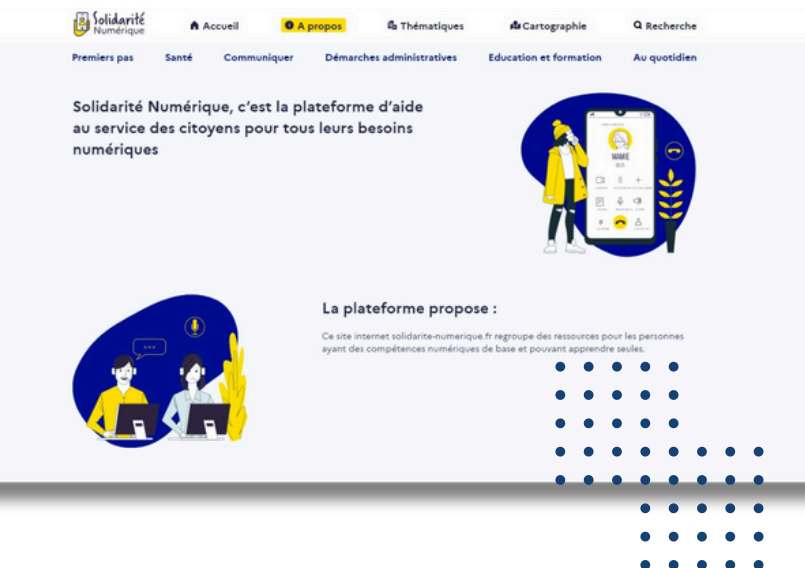 Solidarité
Numérique
Accueil
A propos
Thématiques
Cartographie
Recherche
Premiers pas
Santé
Communiquer
Démarches administratives
Education et formation
Au quotidien
Solidarité Numérique, c'est la plateforme d'aide
au service des citoyens pour tous leurs besoins
numériques
MAMIE
La plateforme propose :
Ce site internet solidarite-numerique.fr regroupe des ressources pour les personnes
ayant des compétences numériques de base et pouvant apprendre seules.